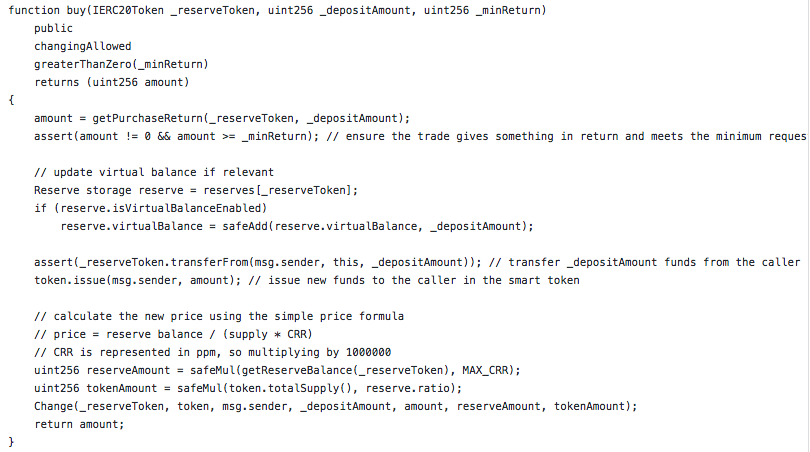 function buy(IERC20Token _reserveToken, uint256 _depositAmount, uint256 _minReturn)
    public
    changingAllowed
    greaterThanZero(_minReturn)
    returns (uint256 amount)
{
    amount = getPurchaseReturn(_reserveToken, _depositAmount);
    assert(amount != 0 && amount >= _minReturn); // ensure the trade gives something in return and meets the minimum reques

    // update virtual balance if relevant
    Reserve storage reserve = reserves[_reserveToken];
    if (reserve.isVirtualBalanceEnabled)
        reserve.virtualBalance = safeAdd(reserve.virtualBalance, _depositAmount);

    assert(_reserveToken.transferFrom(msg.sender, this, _depositAmount)); // transfer _depositAmount funds from the caller
    token.issue(msg.sender, amount); // issue new funds to the caller in the smart token

    // calculate the new price using the simple price formula
    // price = reserve balance / (supply * CRR)
    // CRR is represented in ppm, so multiplying by 1000000
    uint256 reserveAmount = safeMul(getReserveBalance(_reserveToken), MAX_CRR);
    uint256 tokenAmount = safeMul(token.totalSupply(), reserve.ratio);
    Change(_reserveToken, token, msg.sender, _depositAmount, amount, reserveAmount, tokenAmount);
    return amount;
}